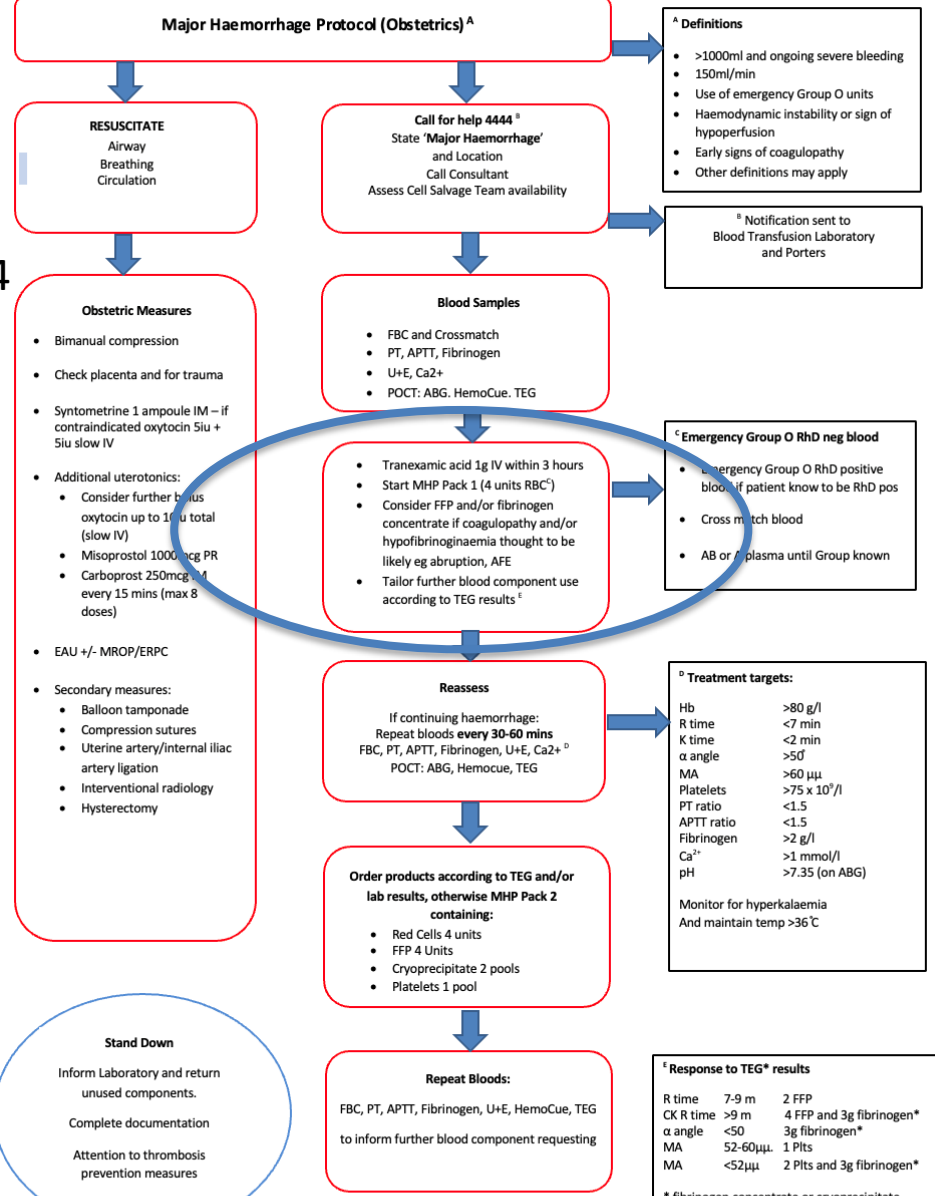 Major Haemorrhage Protocol (Obstetrics) A
A Definitions
• >1000ml and ongoing severe bleeding
• 150ml/min
• Use of emergency Group O units
• Haemodynamic instability or sign of
hypoperfusion
• Early signs of coagulopathy
• Other definitions may apply
RESUSCITATE
Airway
Breathing
Circulation
Call for help 4444 B
State ‘Major Haemorrhage’
and Location
Call Consultant
Assess Cell Salvage Team availability
B Notification sent to
Blood Transfusion Laboratory
and Porters
4
Obstetric Measures
• Bimanual compression
• Check placenta and for trauma
• Syntometrine 1 ampoule IM – if
contraindicated oxytocin 5iu +
5iu slow IV
• Additional uterotonics:
• Consider further bolus
oxytocin up to 10iu total
(slow IV)
• Misoprostol 1000mcg PR
• Carboprost 250mcg IM
every 15 mins (max 8
doses)
• EAU +/- MROP/ERPC
• Secondary measures:
• Balloon tamponade
• Compression sutures
• Uterine artery/internal iliac
artery ligation
• Interventional radiology
• Hysterectomy
Blood Samples
• FBC and Crossmatch
• PT, APTT, Fibrinogen
• U+E, Ca2+
• POCT: ABG. HemoCue. TEG
• Tranexamic acid 1g IV within 3 hours
• Start MHP Pack 1 (4 units RBC C)
• Consider FFP and/or fibrinogen
concentrate if coagulopathy and/or
hypofibrinoginaemia thought to be
likely eg abruption, AFE
• Tailor further blood component use
according to TEG results E
C Emergency Group O RhD neg blood
• Emergency Group O RhD positive
blood if patient know to be RhD pos
• Cross match blood
• AB or A plasma until Group known
Reassess
If continuing haemorrhage:
Repeat bloods every 30-60 mins
FBC, PT, APTT, Fibrinogen, U+E, Ca2+ D
POCT: ABG, Hemocue, TEG
D Treatment targets:
Hb >80 g/l
R time <7 min
K time <2 min
α angle >50°
MA >60 μμ
Platelets >75 x 10⁹/l
PT ratio <1.5
APTT ratio <1.5
Fibrinogen >2 g/l
Ca²⁺ >1 mmol/l
pH >7.35 (on ABG)
Monitor for hyperkalaemia
And maintain temp >36°C
Order products according to TEG and/or
lab results, otherwise MHP Pack 2
containing:
• Red Cells 4 units
• FFP 4 Units
• Cryoprecipitate 2 pools
• Platelets 1 pool
Stand Down
Inform Laboratory and return
unused components.
Complete documentation
Attention to thrombosis
prevention measures
Repeat Bloods:
FBC, PT, APTT, Fibrinogen, U+E, HemoCue, TEG
to inform further blood component requesting
E Response to TEG* results
R time 7-9 m 2 FFP
CK R time >9 m 4 FFP and 3g fibrinogen*
α angle <50 3g fibrinogen*
MA 52-60μμ. 1 Plts
MA <52μμ 2 Plts and 3g fibrinogen*
* fibrinogen concentrate or cryoprecipitate